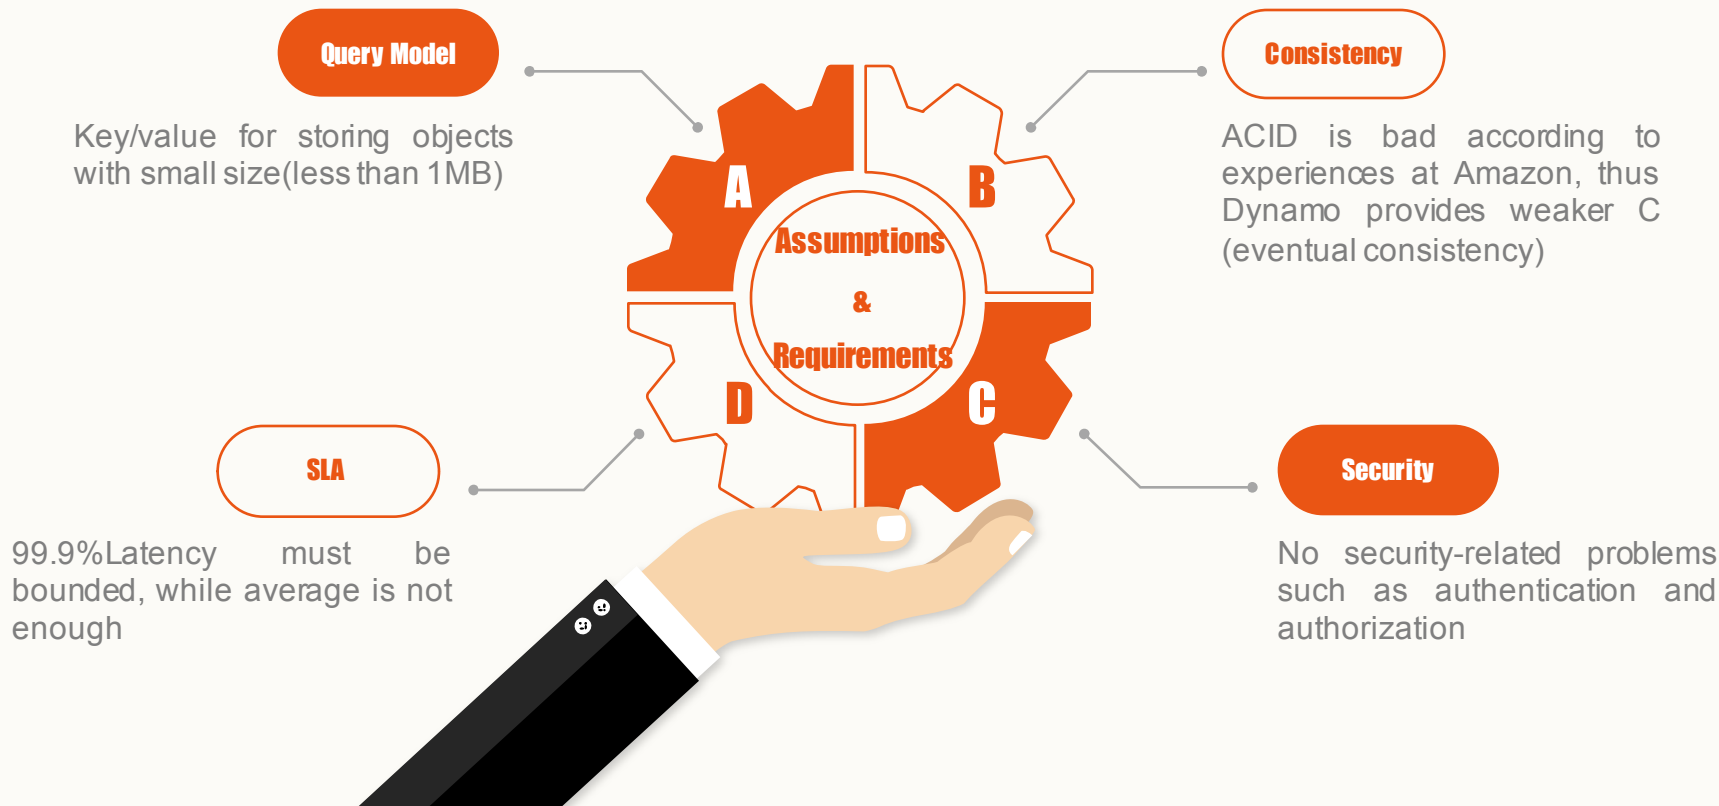 Query Model
Key/value for storing objects
with small size(less than 1MB)
Consistency
ACID is bad according to
experiences at Amazon, thus
Dynamo provides weaker C
(eventual consistency)
A
B
Assumptions
&
Requirements
D
C
SLA
99.9%Latency must be
bounded, while average is not
enough
Security
No security-related problems
such as authentication and
authorization